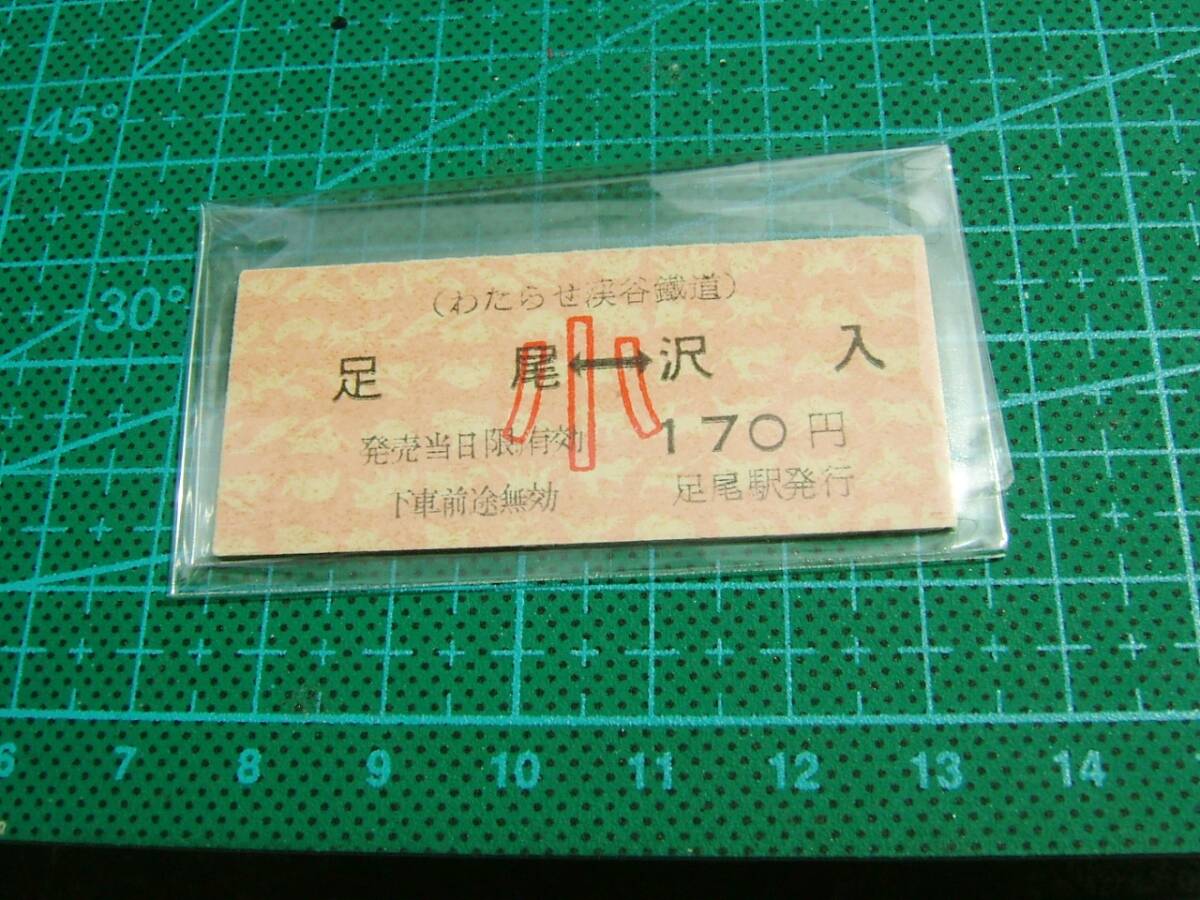 45°
30°
(わたらせ渓谷鐵道)
足尾↔沢入
小
発売当日限り有効 170円
下車前途無効 足尾駅発行
6 7 8 9 10 11 12 13 14